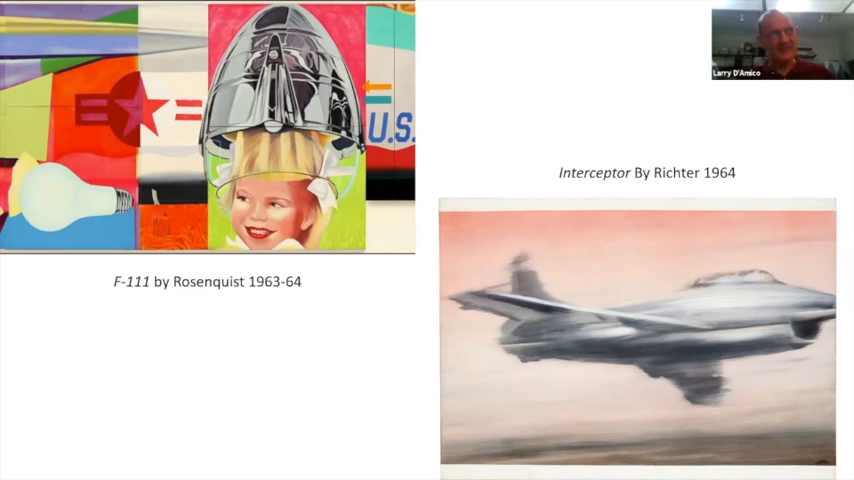 Larry D'Amico
U.S.
Interceptor By Richter 1964
F-111 by Rosenquist 1963-64